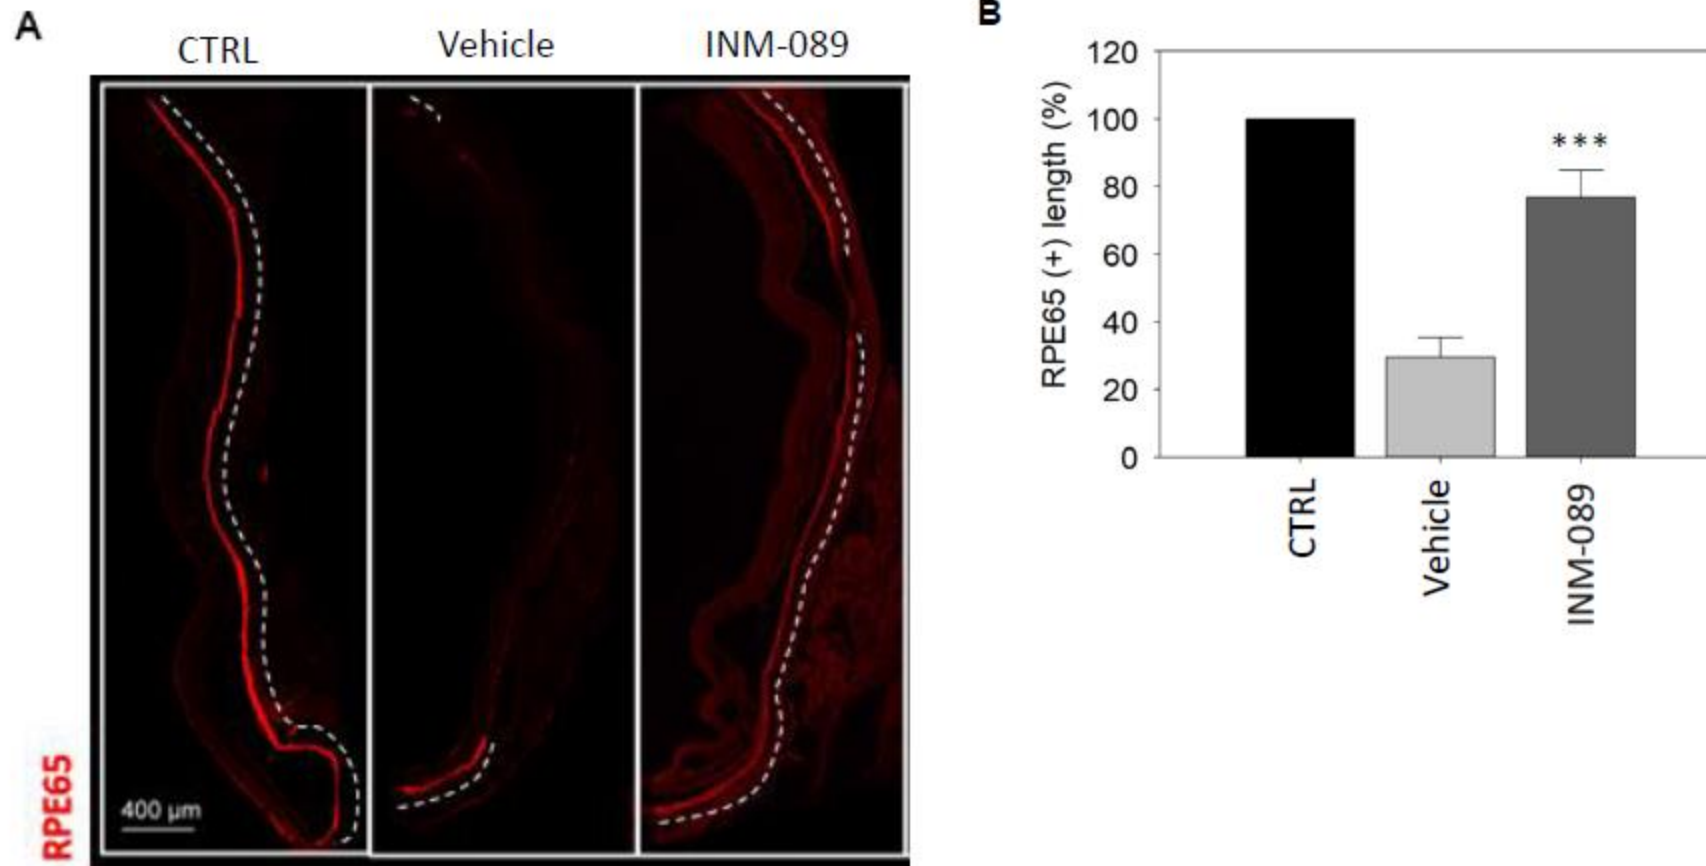 A
CTRL
Vehicle
INM-089
RPE65
400 μm
B
RPE65 (+) length (%)
120
100
80
60
40
20
0
***
CTRL
Vehicle
INM-089